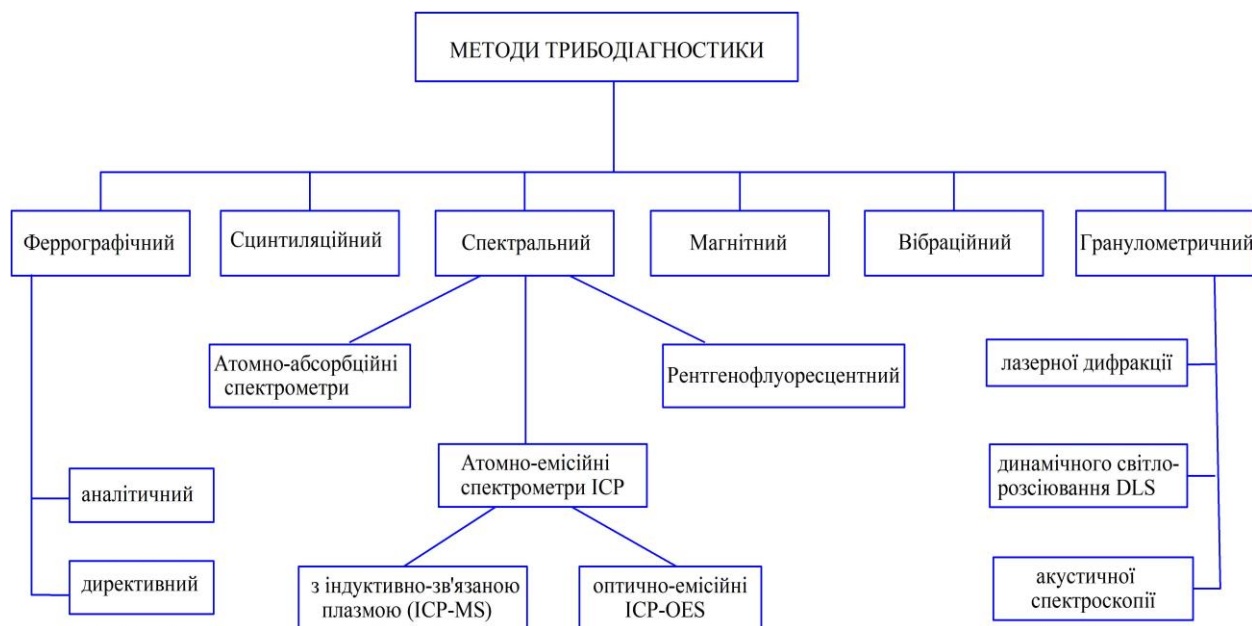 МЕТОДИ ТРИБОДІАГНОСТИКИ
Феррографічний
Сцинтиляційний
Спектральний
Магнітний
Вібраційний
Гранулометричний
Атомно-абсорбційні
спектрометри
Рентгенофлуоресцентний
лазерної дифракції
Атомно-емісійні
спектрометри ICP
аналітичний
динамічного світло-
розсіювання DLS
директивний
з індуктивно-зв'язаною
плазмою (ICP-MS)
оптично-емісійні
ICP-OES
акустичної
спектроскопії